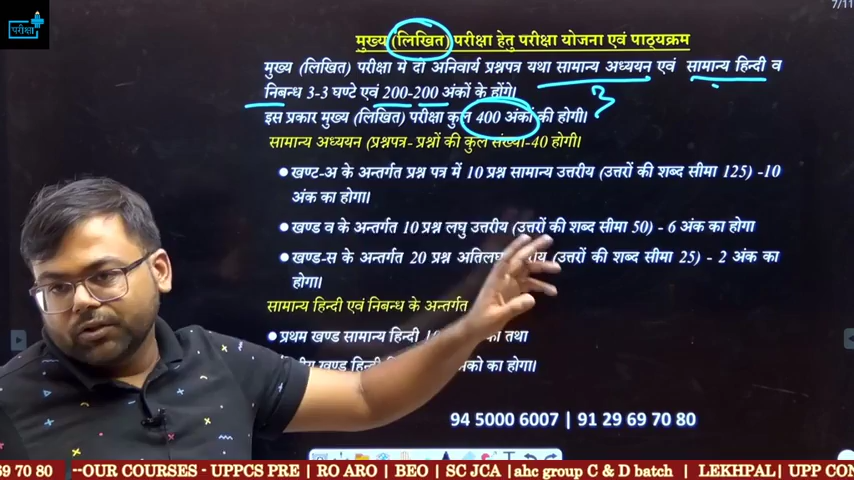 परीक्षा
7/11
मुख्य (लिखित) परीक्षा हेतु परीक्षा योजना एवं पाठ्यक्रम
मुख्य (लिखित) परीक्षा मे दो अनिवार्य प्रश्नपत्र यथा सामान्य अध्ययन एवं सामान्य हिन्दी व
निबन्ध 3-3 घण्टे एवं 200-200 अंकों के होंगे।
3
इस प्रकार मुख्य (लिखित) परीक्षा कुल 400 अंकों की होगी।
सामान्य अध्ययन (प्रश्नपत्र- प्रश्नों की कुल संख्या-40 होगी।
●खण्ट-अ के अन्तर्गत प्रश्न पत्र में 10 प्रश्न सामान्य उत्तरीय (उत्तरों की शब्द सीमा 125) -10
अंक का होगा।
●खण्ड व के अन्तर्गत 10 प्रश्न लघु उत्तरीय (उत्तरों की शब्द सीमा 50) - 6 अंक का होगा
●खण्ड-स के अन्तर्गत 20 प्रश्न (उत्तरों की शब्द सीमा 25) - 2 अंक का
होगा।
सामान्य हिन्दी एवं निबन्ध के अन्तर्गत
●प्रथम खण्ड सामान्य हिन्दी तथा
खण्ड हिन्दी होगा।
94 5000 6007 | 91 29 69 70 80
69 70 80 --OUR COURSES - UPPCS PRE | RO ARO | BEO | SC JCA |ahc group C & D batch | LEKHPAL| UPP CON